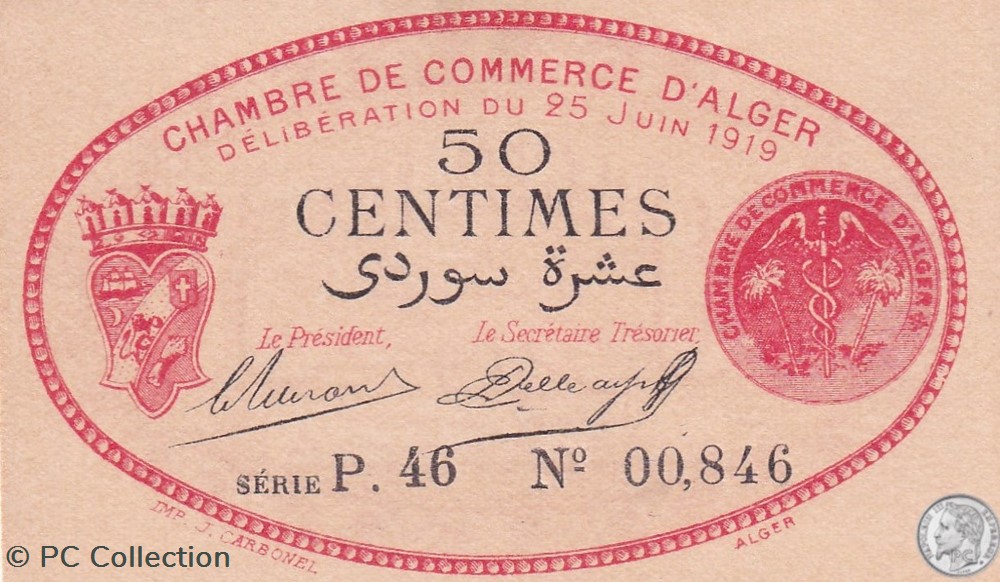 CHAMBRE DE COMMERCE D'ALGER
DÉLIBÉRATION DU 25 JUIN 1919
50
CENTIMES
عشرة سوردى
Le Président,
Le Secrétaire Trésorier,
CHAMBRE DE COMMERCE D'ALGER
SÉRIE P. 46 Nº 00,846
IMP. J. CARBONEL
ALGER
© PC Collection
PC